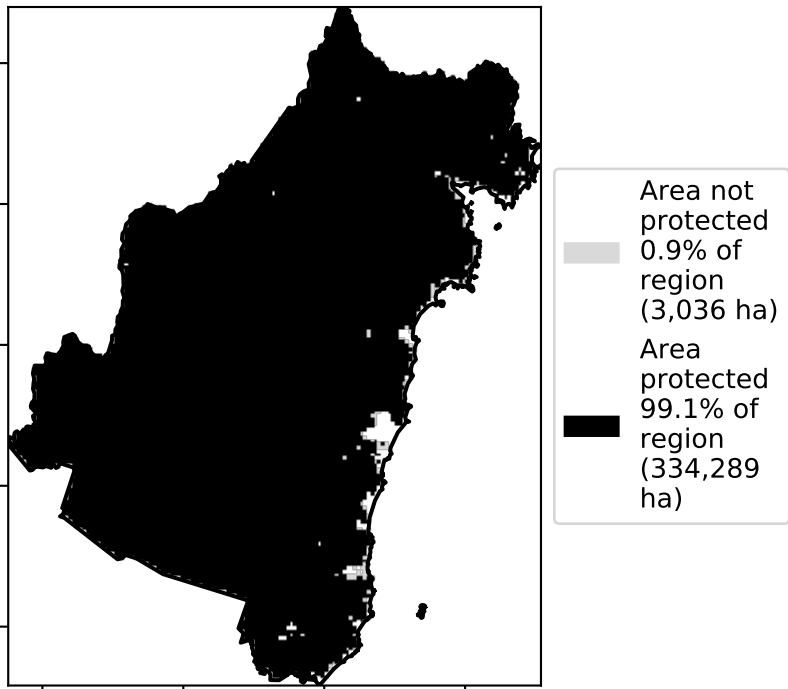 Area not
protected
0.9% of
region
(3,036 ha)
Area
protected
99.1% of
region
(334,289
ha)